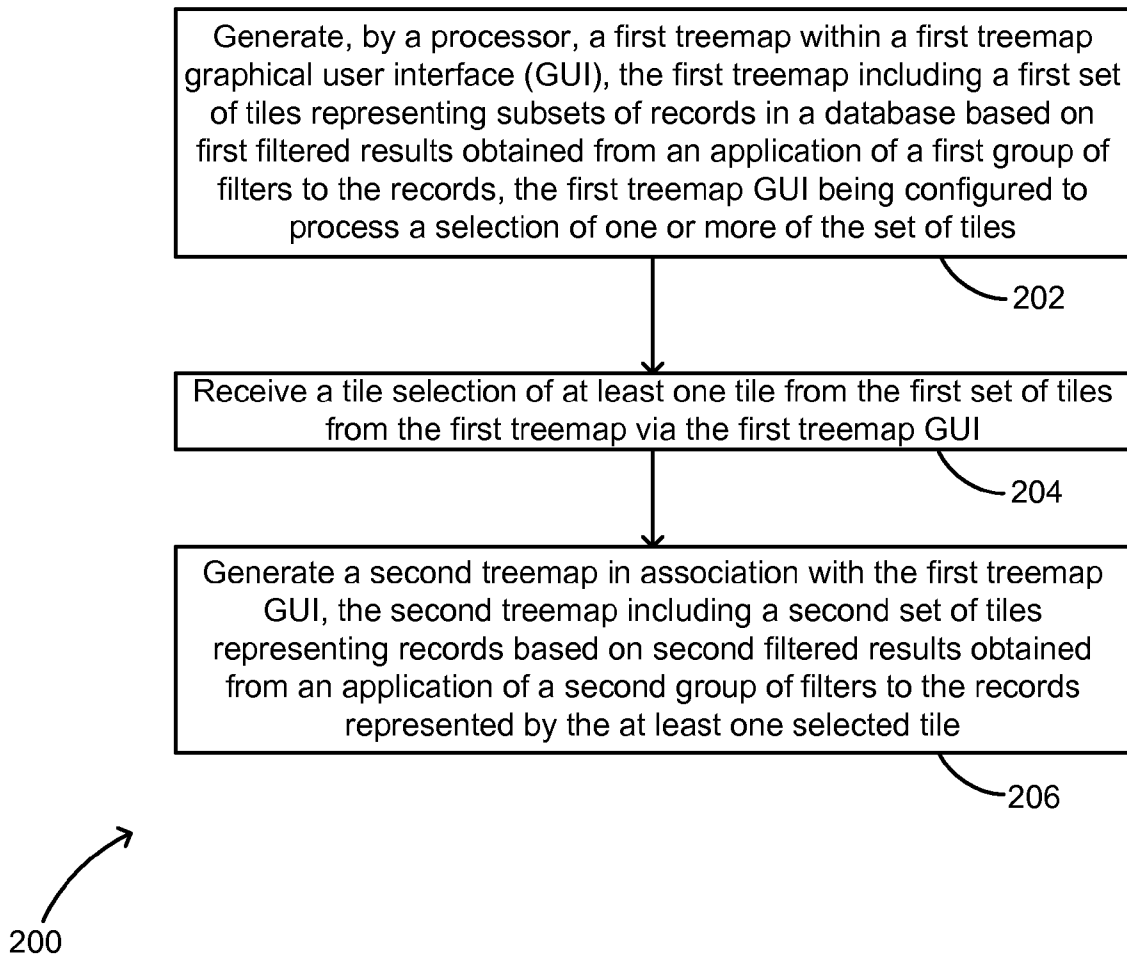 Generate, by a processor, a first treemap within a first treemap
graphical user interface (GUI), the first treemap including a first set
of tiles representing subsets of records in a database based on
first filtered results obtained from an application of a first group of
filters to the records, the first treemap GUI being configured to
process a selection of one or more of the set of tiles
202
Receive a tile selection of at least one tile from the first set of tiles
from the first treemap via the first treemap GUI
204
Generate a second treemap in association with the first treemap
GUI, the second treemap including a second set of tiles
representing records based on second filtered results obtained
from an application of a second group of filters to the records
represented by the at least one selected tile
206
200